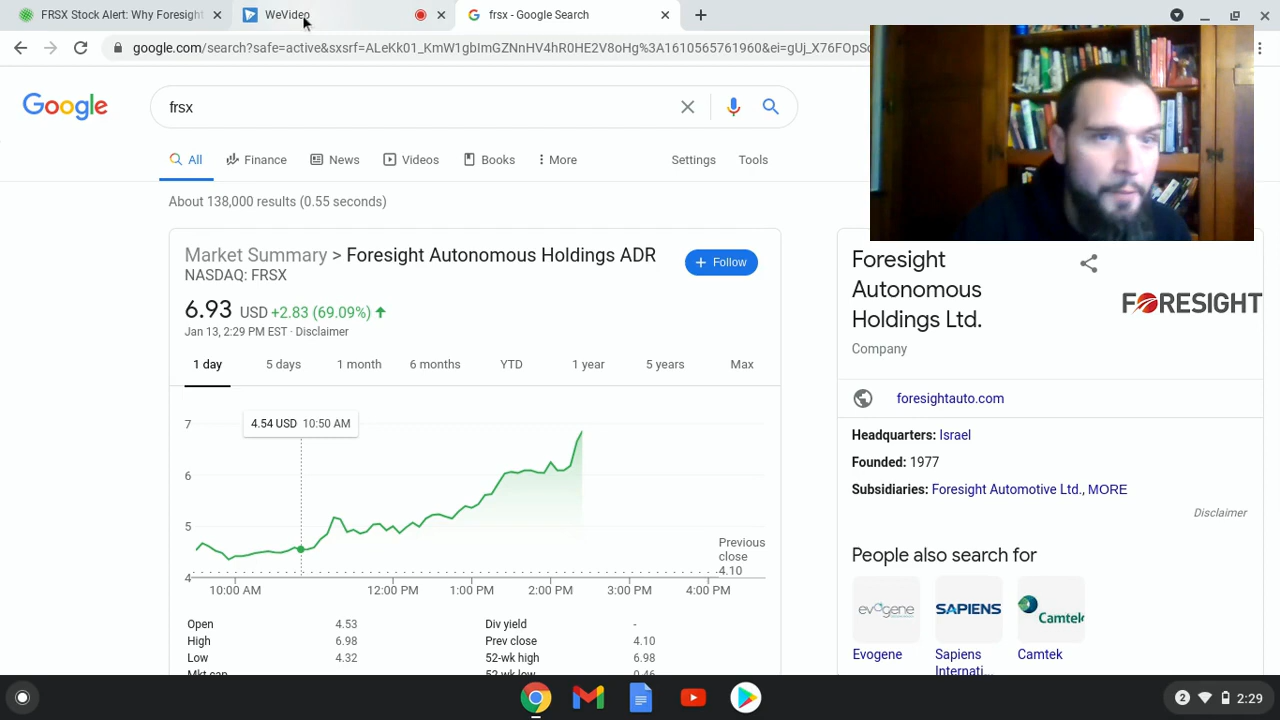 FRSX Stock Alert: Why Foresight
WeVideo
frsx - Google Search
google.com/search?safe=active&sxsrf=ALeKk01_KmW1gbImGZNnHV4hR0HE2V8oHg%3A1610565761960&ei=gUj_X76FOpS
Google
frsx
All
Finance
News
Videos
Books
More
Settings
Tools
About 138,000 results (0.55 seconds)
Market Summary > Foresight Autonomous Holdings ADR
NASDAQ: FRSX
Follow
6.93 USD +2.83 (69.09%)
Jan 13, 2:29 PM EST · Disclaimer
1 day
5 days
1 month
6 months
YTD
1 year
5 years
Max
4.54 USD 10:50 AM
7
6
5
4
Previous
close
4.10
10:00 AM
12:00 PM
1:00 PM
2:00 PM
3:00 PM
4:00 PM
Open 4.53
High 6.98
Low 4.32
Mkt cap
Div yield -
Prev close 4.10
52-wk high 6.98
52-wk low 0.46
Foresight
Autonomous
Holdings Ltd.
Company
FORESIGHT
foresightauto.com
Headquarters: Israel
Founded: 1977
Subsidiaries: Foresight Automotive Ltd., MORE
Disclaimer
People also search for
evogene
SAPIENS
Camtek
Evogene
Sapiens
Internati...
Camtek
2
2:29